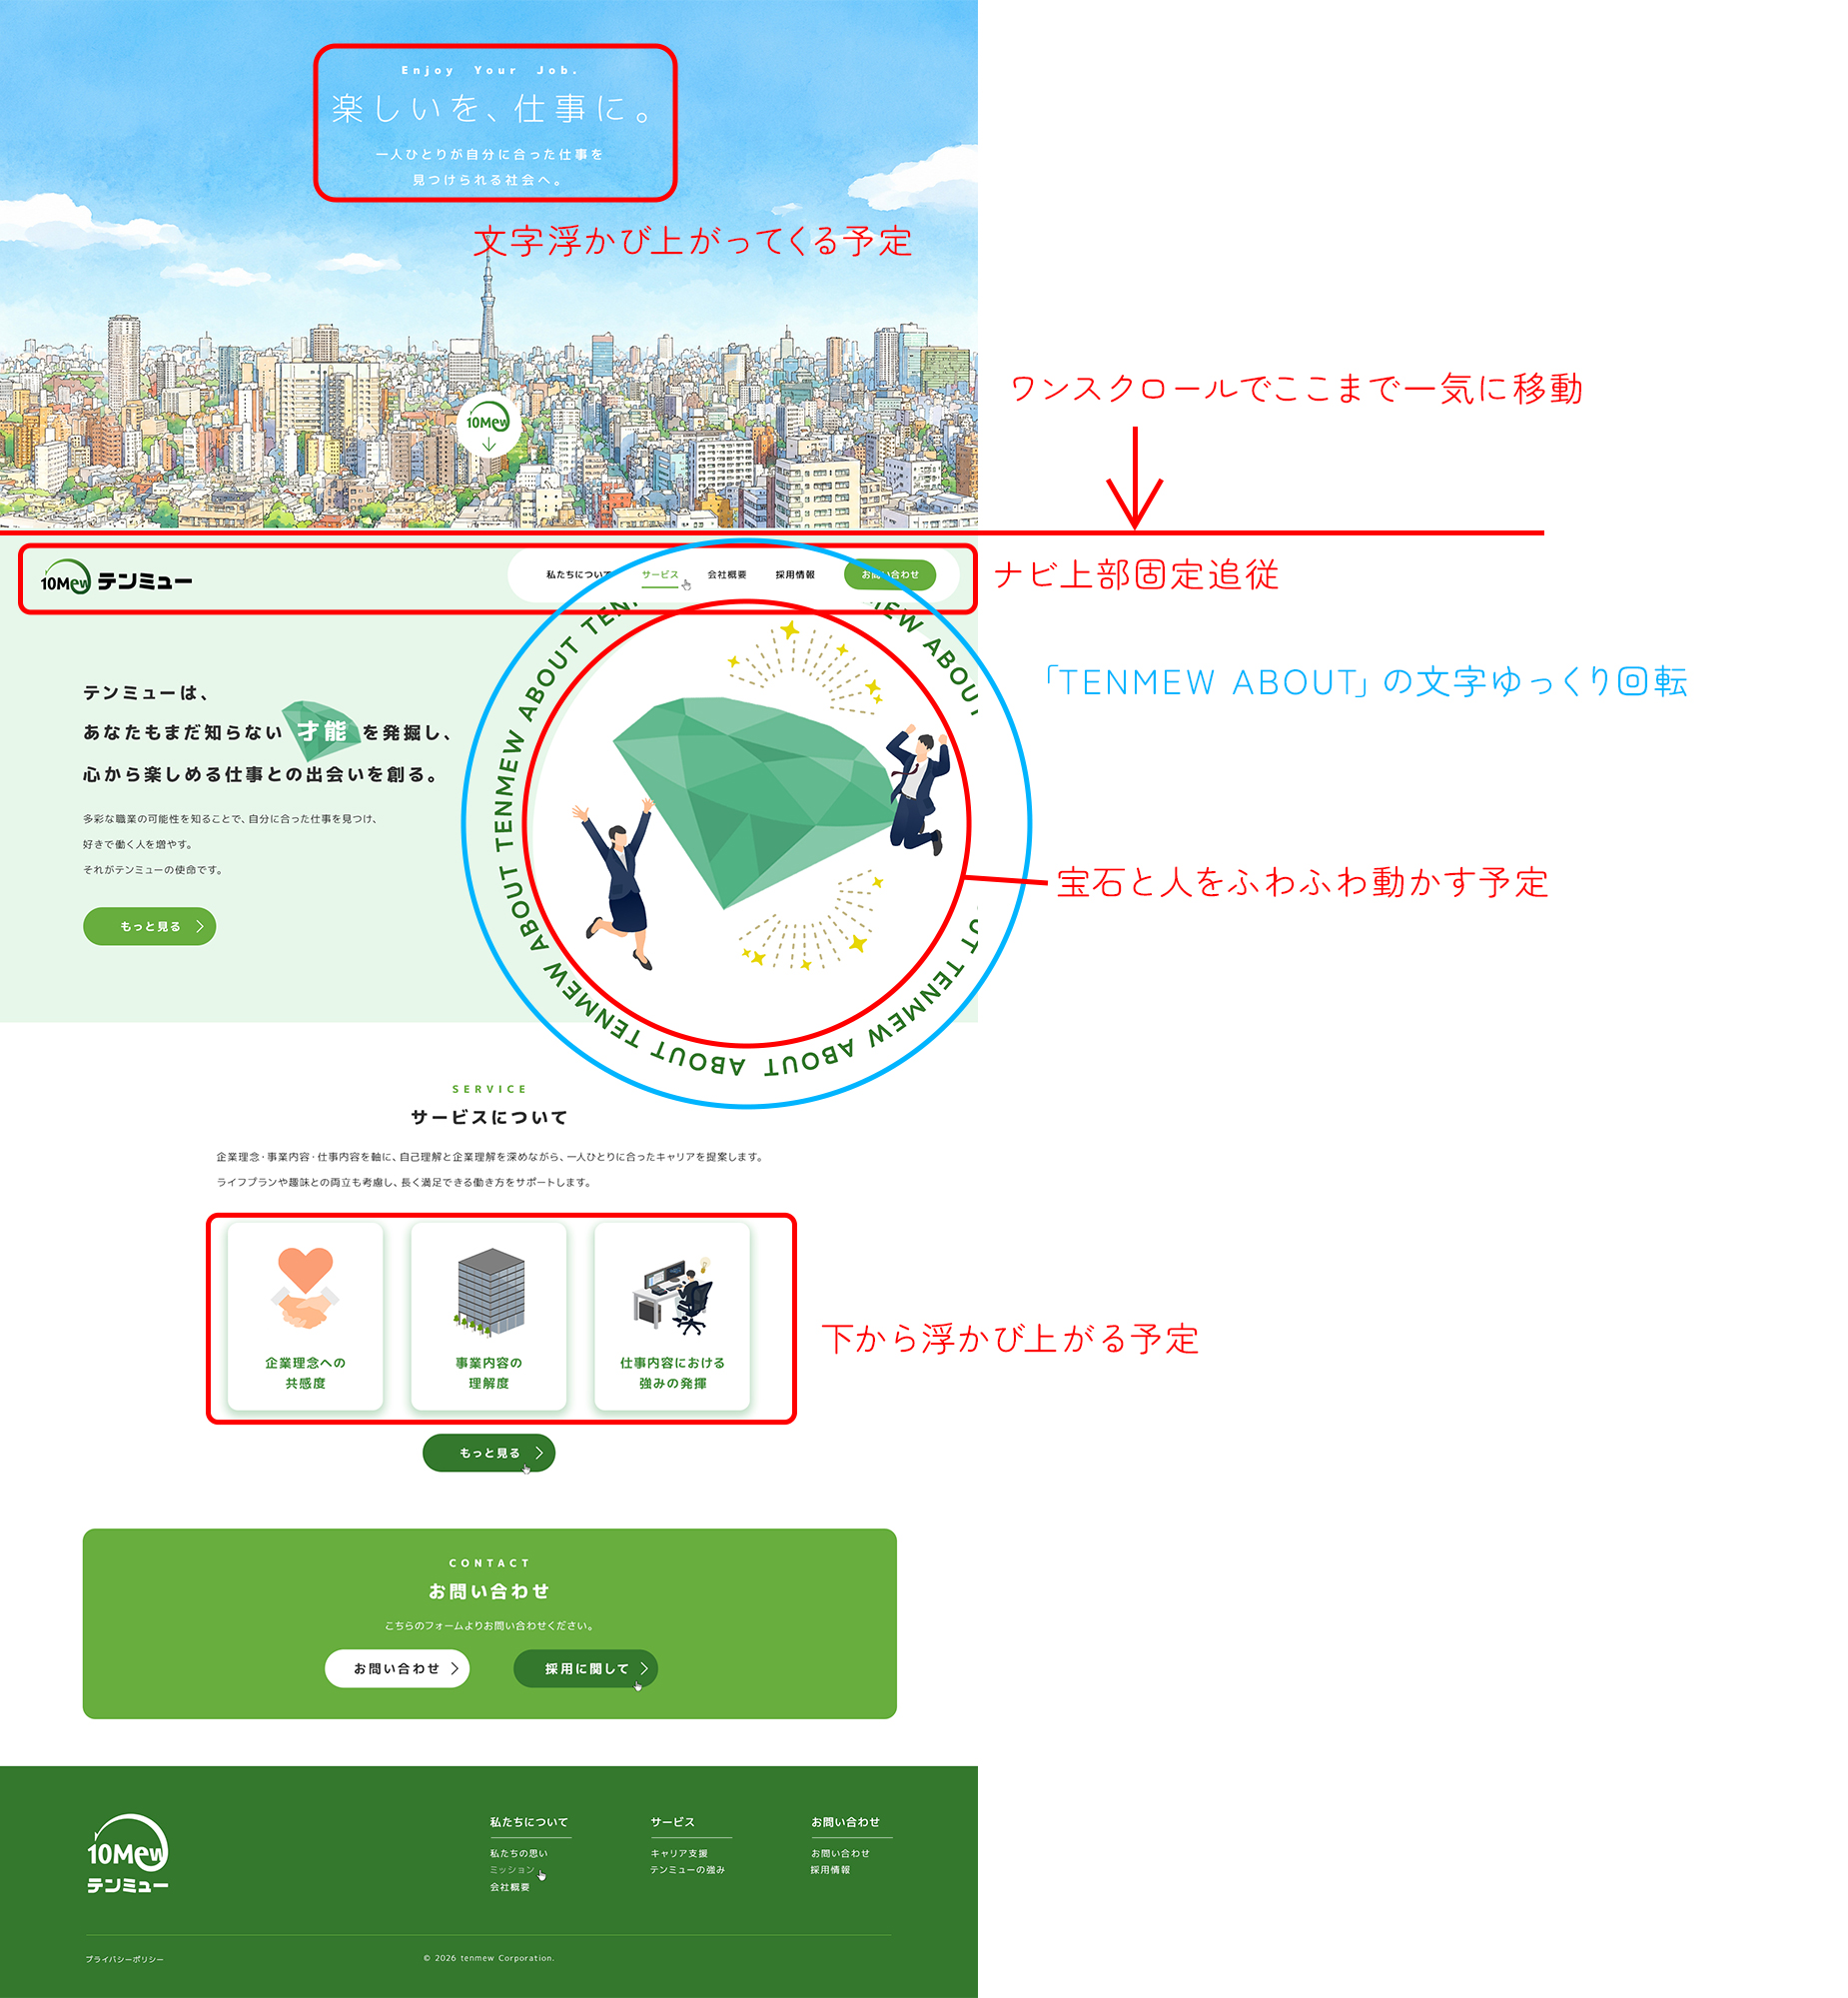 Enjoy Your Job.
楽しいを、仕事に。
一人ひとりが自分に合った仕事を
見つけられる社会へ。
文字浮かび上がってくる予定
10Mew
ワンスクロールでここまで一気に移動
10Mew テンミュー
私たちについて
サービス
会社概要
採用情報
お問い合わせ
ナビ上部固定追従
TENMEW ABOUT TENMEW ABOUT TENMEW ABOUT TENMEW ABOUT TENMEW ABOUT
「TENMEW ABOUT」の文字ゆっくり回転
テンミューは、
あなたもまだ知らない 才能 を発掘し、
心から楽しめる仕事との出会いを創る。
多彩な職業の可能性を知ることで、自分に合った仕事を見つけ、
好きで働く人を増やす。
それがテンミューの使命です。
もっと見る
宝石と人をふわふわ動かす予定
SERVICE
サービスについて
企業理念・事業内容・仕事内容を軸に、自己理解と企業理解を深めながら、一人ひとりに合ったキャリアを提案します。
ライフプランや趣味との両立も考慮し、長く満足できる働き方をサポートします。
企業理念への
共感度
事業内容の
理解度
仕事内容における
強みの発揮
下から浮かび上がる予定
もっと見る
CONTACT
お問い合わせ
こちらのフォームよりお問い合わせください。
お問い合わせ
採用に関して
10Mew
テンミュー
私たちについて
私たちの思い
ミッション
会社概要
サービス
キャリア支援
テンミューの強み
お問い合わせ
お問い合わせ
採用情報
プライバシーポリシー
© 2026 tenmew Corporation.